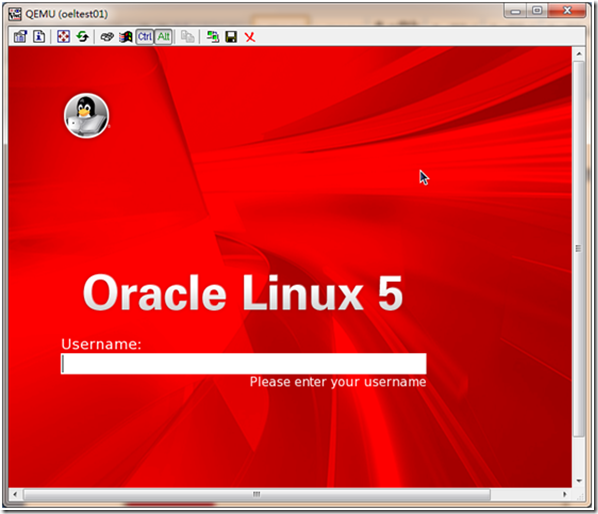 QEMU (oeltest01)
Ctrl Alt
Oracle Linux 5
Username:
Please enter your username